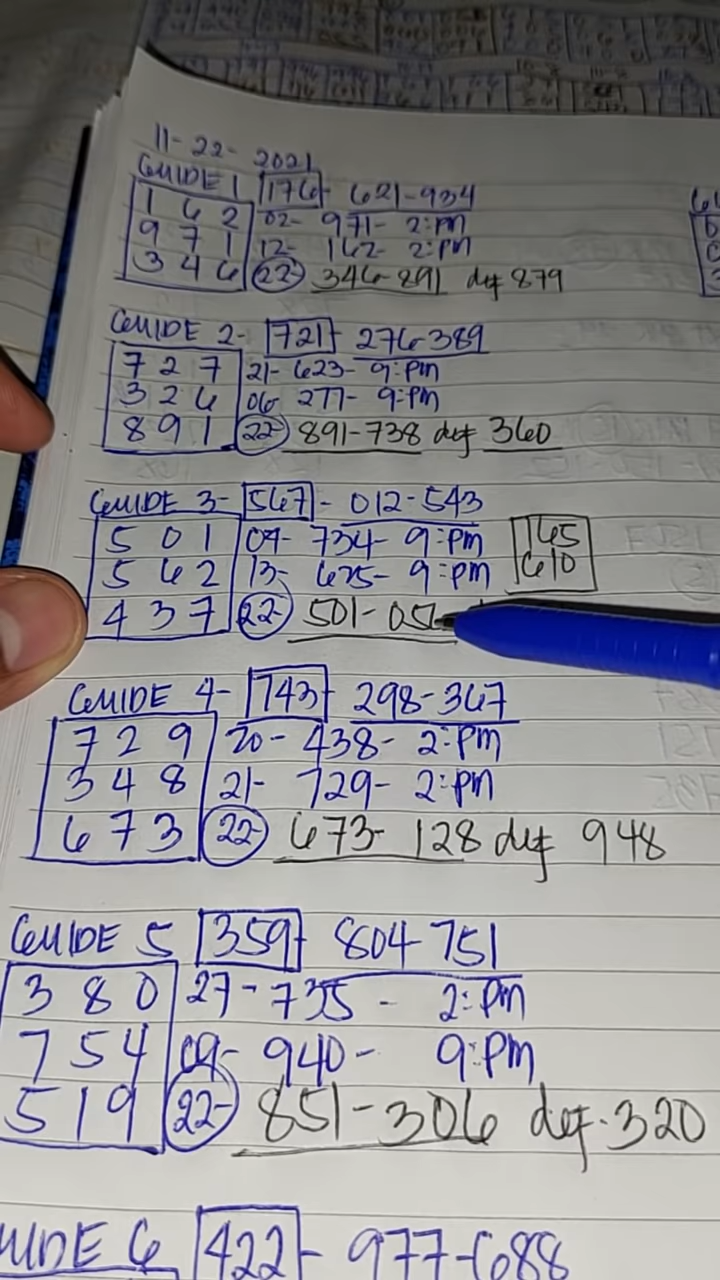 11-22-2021
GUIDE 1 176- 621-934
1 6 2 02- 971- 2:PM
9 7 1 12- 162- 2:PM
3 4 6 22- 346-891 def 879
GUIDE 2- 721- 276-389
7 2 7 21- 623- 9:PM
3 2 6 06- 277- 9:PM
8 9 1 22- 891-738 def 360
GUIDE 3- 567- 012-543
5 0 1 09- 734- 9:PM 165
5 6 2 13- 625- 9:PM 610
4 3 7 22- 501-
GUIDE 4- 743- 298-367
7 2 9 20- 438- 2:PM
3 4 8 21- 729- 2:PM
6 7 3 22- 673- 128 def 948
GUIDE 5 359- 804-751
3 8 0 27- 735- 2:PM
7 5 4 09- 940- 9:PM
5 1 9 22- 851-306 def. 320
GUIDE 6 422- 977-688